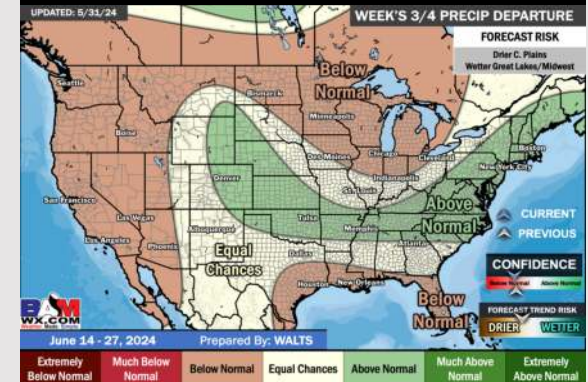 UPDATED: 5/31/24
WEEK'S 3/4 PRECIP DEPARTURE
FORECAST RISK
Drier C. Plains
Wetter Great Lakes/Midwest
Seattle
Bismarck
Below
Normal
Minneapolis
Boise
Boston
Des Moines
Chicago
Cleveland
New York City
Denver
Indianapolis
St. Louis
San Francisco
Las Vegas
Above
Normal
CURRENT
PREVIOUS
Tulsa
Memphis
Los Angeles
Albuquerque
Phoenix
Atlanta
Equal
Chances
Dallas
CONFIDENCE
Below Normal
Above Normal
Houston
New Orleans
Below
Normal
FORECAST TREND RISK
DRIER
WETTER
BAM
WX.COM
June 14 - 27, 2024
Prepared By: WALTS
Extremely
Below Normal
Much Below
Normal
Below Normal
Equal Chances
Above Normal
Much Above
Normal
Extremely
Above Normal